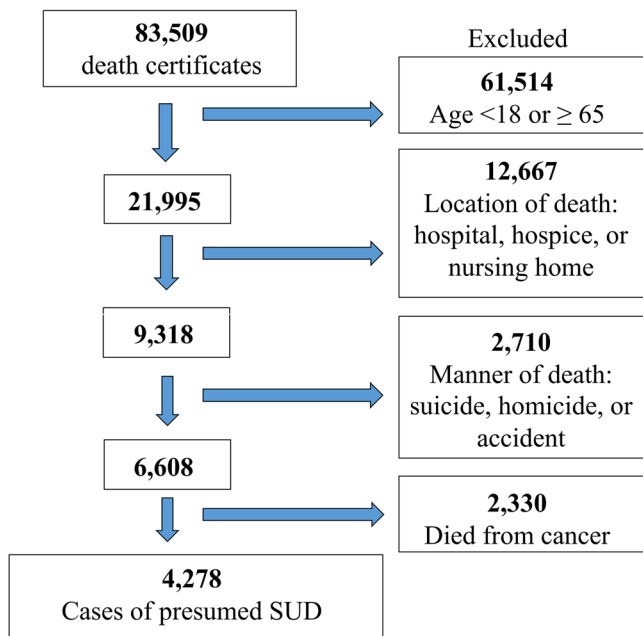 83,509
death certificates
Excluded
61,514
Age <18 or ≥ 65
21,995
12,667
Location of death:
hospital, hospice, or
nursing home
9,318
2,710
Manner of death:
suicide, homicide, or
accident
6,608
2,330
Died from cancer
4,278
Cases of presumed SUD